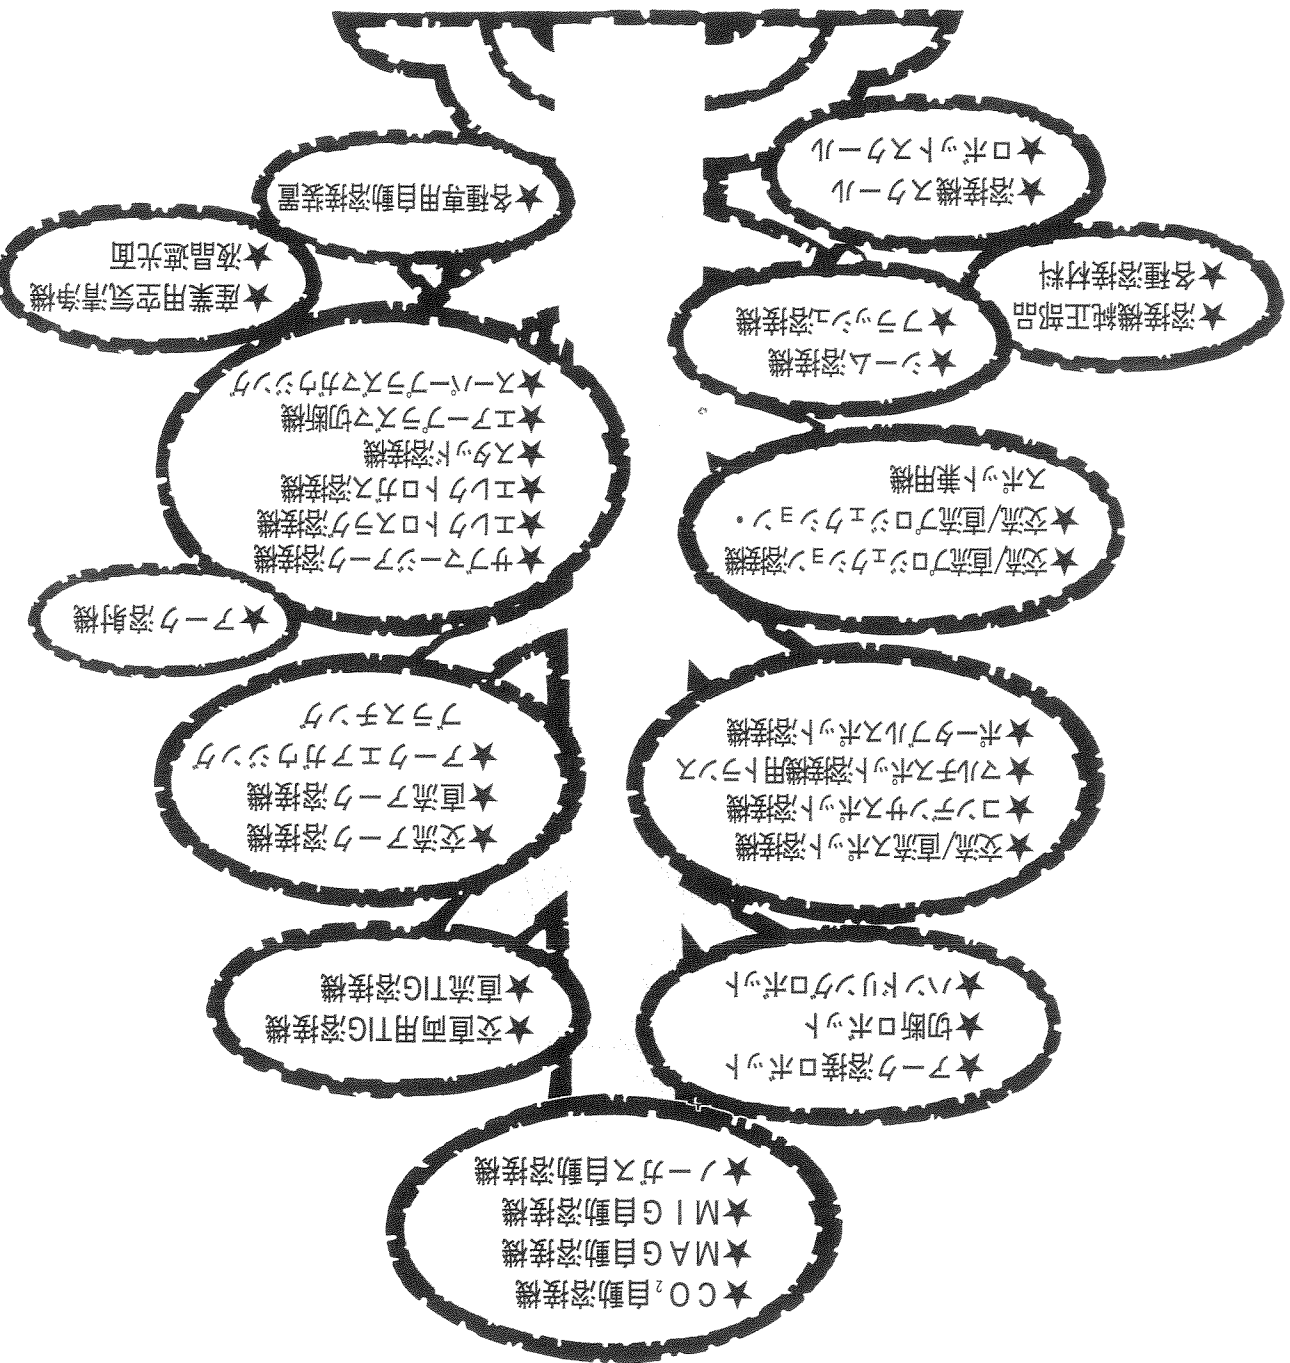 ★CO₂自動溶接機
★MAG自動溶接機
★MIG自動溶接機
★ノーガス自動溶接機
★アーク溶接ロボット
★切断ロボット
★ハンドリングロボット
★交直両用TIG溶接機
★直流TIG溶接機
★交流/直流スポット溶接機
★コンデンサスポット溶接機
★マルチスポット溶接機用トランス
★ポータブルスポット溶接機
★交流アーク溶接機
★直流アーク溶接機
★アークエアガウジング
ブラスチング
★アーク溶射機
★交流/直流プロジェクション溶接機
★交流/直流プロジェクション・
スポット兼用機
★サブマージアーク溶接機
★エレクトロスラグ溶接機
★エレクトロガス溶接機
★スタッド溶接機
★エアープラズマ切断機
★スーパープラズマガウジング
★シーム溶接機
★フラッシュ溶接機
★溶接機純正部品
★各種溶接材料
★産業用空気清浄機
★液晶遮光面
★溶接機スクール
★ロボットスクール
★各種専用自動溶接装置